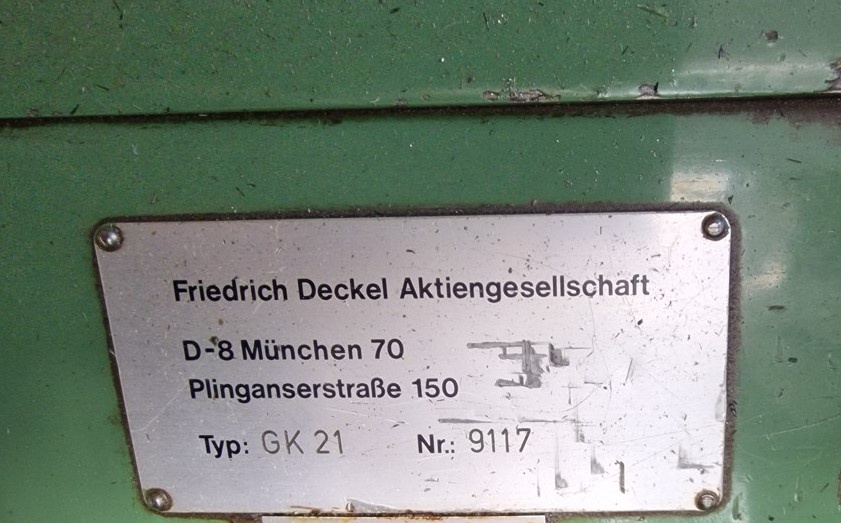 Friedrich Deckel Aktiengesellschaft
D-8 München 70
Plinganserstraße 150
Typ: GK 21 Nr.: 9117